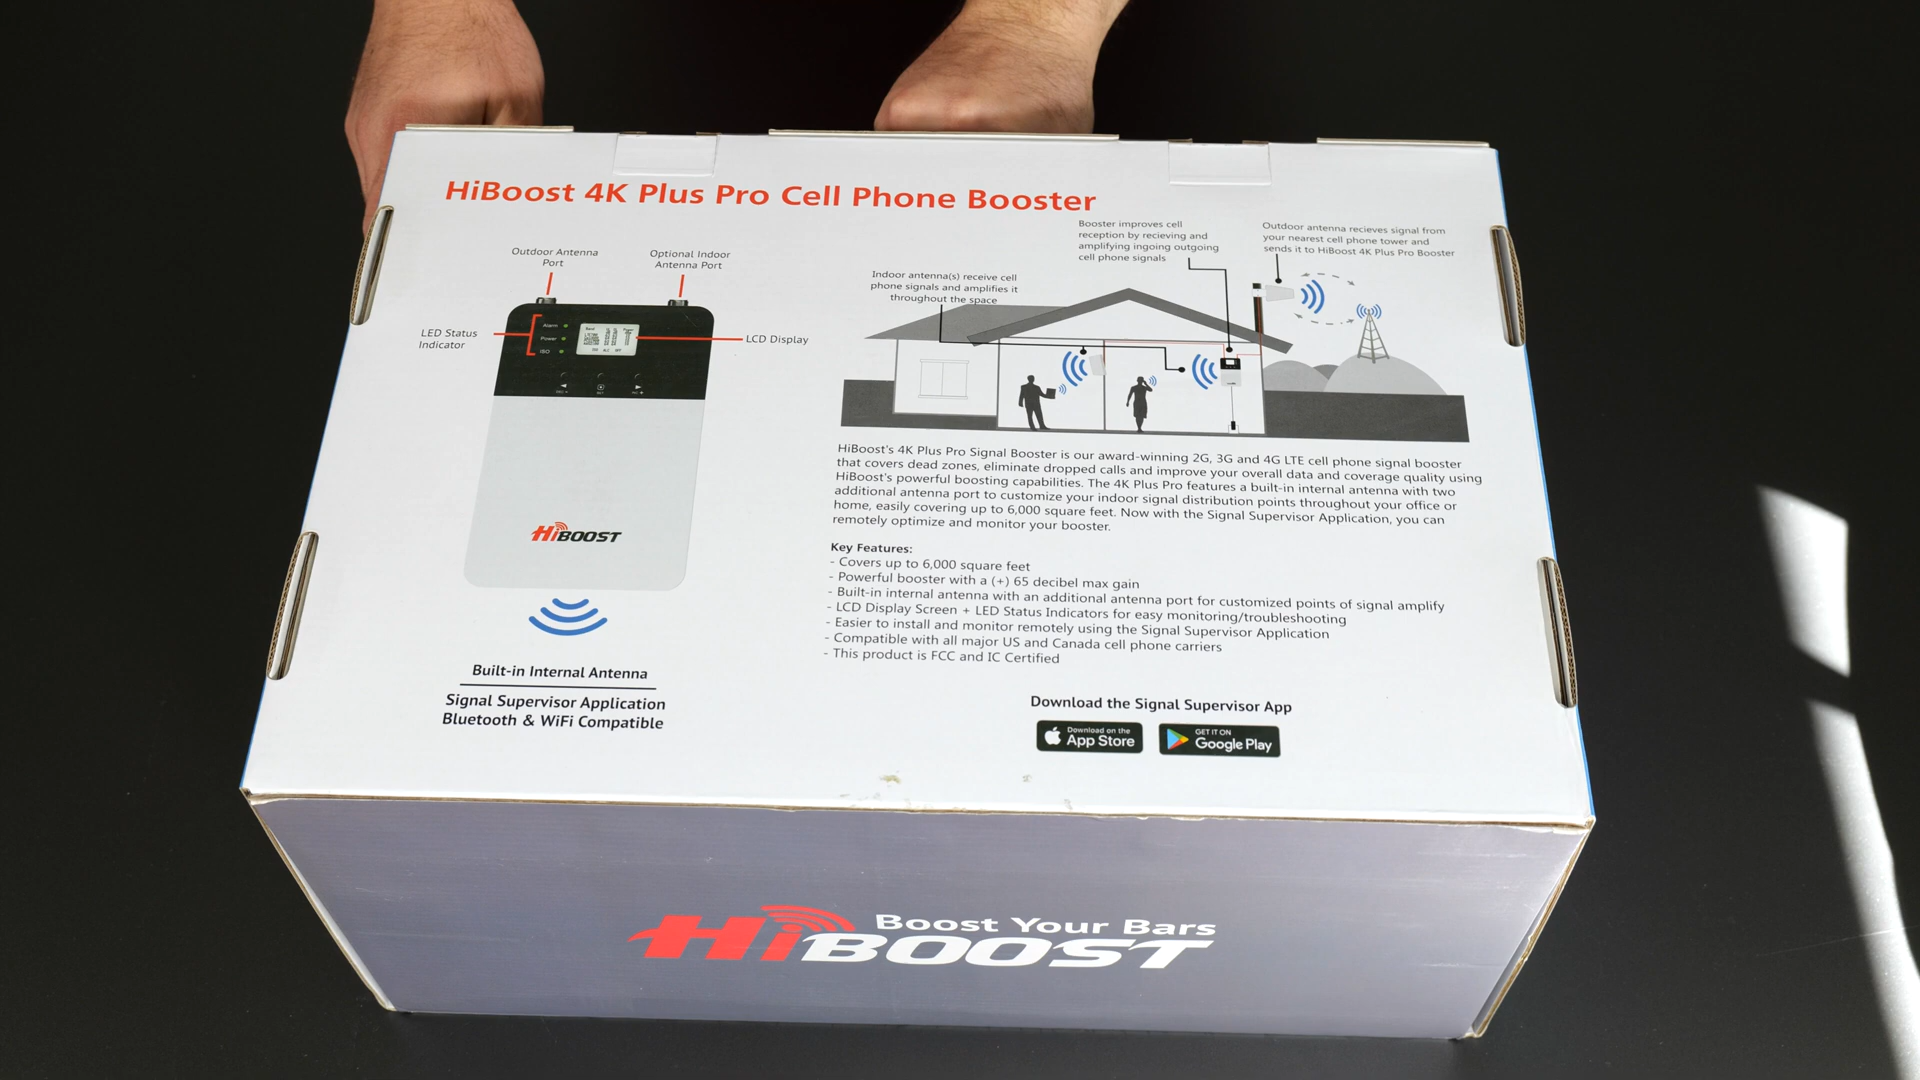 HiBoost 4K Plus Pro Cell Phone Booster
Outdoor Antenna
Port
Optional Indoor
Antenna Port
LED Status
Indicator
Alarm
Power
ISO
LCD Display
HiBOOST
Built-in Internal Antenna
Signal Supervisor Application
Bluetooth & WiFi Compatible
Indoor antenna(s) receive cell
phone signals and amplifies it
throughout the space
Booster improves cell
reception by recieving and
amplifying ingoing outgoing
cell phone signals
Outdoor antenna recieves signal from
your nearest cell phone tower and
sends it to HiBoost 4K Plus Pro Booster
HiBoost's 4K Plus Pro Signal Booster is our award-winning 2G, 3G and 4G LTE cell phone signal booster
that covers dead zones, eliminate dropped calls and improve your overall data and coverage quality using
HiBoost's powerful boosting capabilities. The 4K Plus Pro features a built-in internal antenna with two
additional antenna port to customize your indoor signal distribution points throughout your office or
home, easily covering up to 6,000 square feet. Now with the Signal Supervisor Application, you can
remotely optimize and monitor your booster.
Key Features:
- Covers up to 6,000 square feet
- Powerful booster with a (+) 65 decibel max gain
- Built-in internal antenna with an additional antenna port for customized points of signal amplify
- LCD Display Screen + LED Status Indicators for easy monitoring/troubleshooting
- Easier to install and monitor remotely using the Signal Supervisor Application
- Compatible with all major US and Canada cell phone carriers
- This product is FCC and IC Certified
Download the Signal Supervisor App
Download on the
App Store
GET IT ON
Google Play
Boost Your Bars
HiBOOST